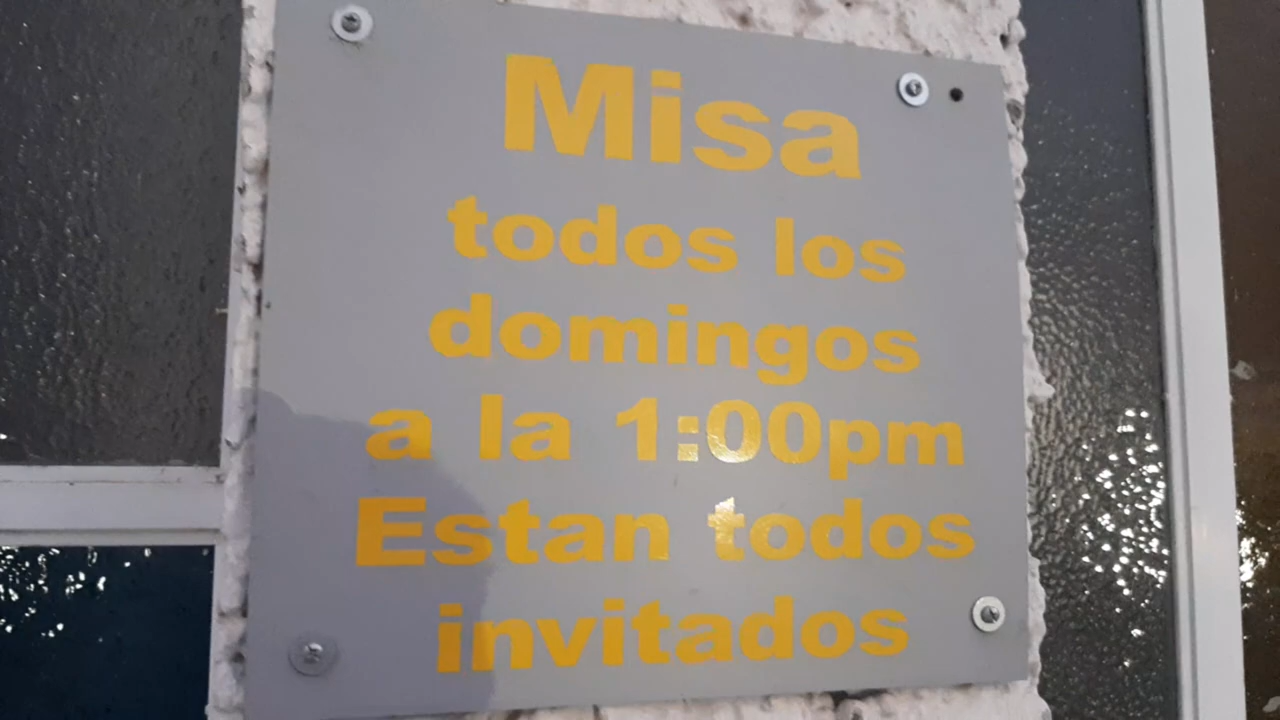 Misa
todos los
domingos
a la 1:00pm
Estan todos
invitados